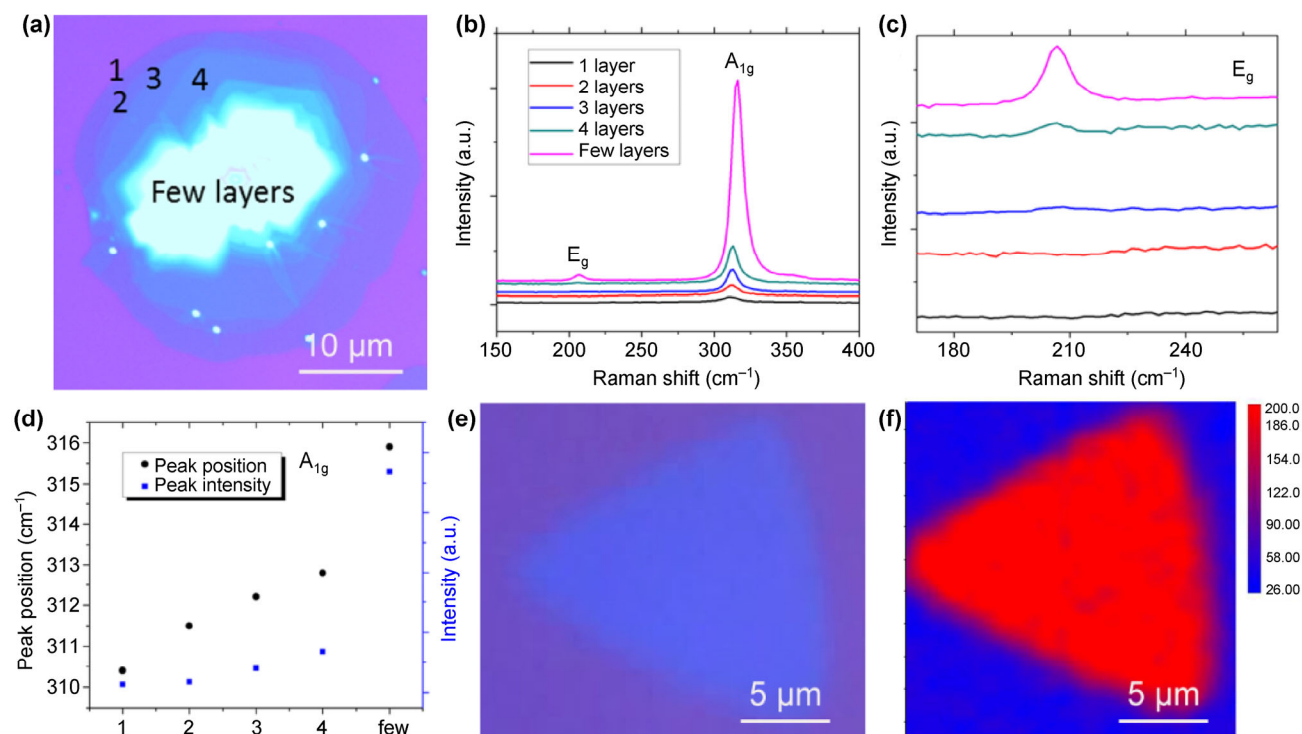 (a)
1
2
3
4
Few layers
10 μm
(b)
1 layer
2 layers
3 layers
4 layers
Few layers
A1g
Eg
Intensity (a.u.)
150 200 250 300 350 400
Raman shift (cm–1)
(c)
Eg
Intensity (a.u.)
180 210 240
Raman shift (cm–1)
(d)
Peak position
Peak intensity
A1g
316
315
314
313
312
311
310
Peak position (cm–1)
Intensity (a.u.)
1 2 3 4 few
(e)
5 μm
(f)
5 μm
200.0
186.0
154.0
122.0
90.00
58.00
26.00